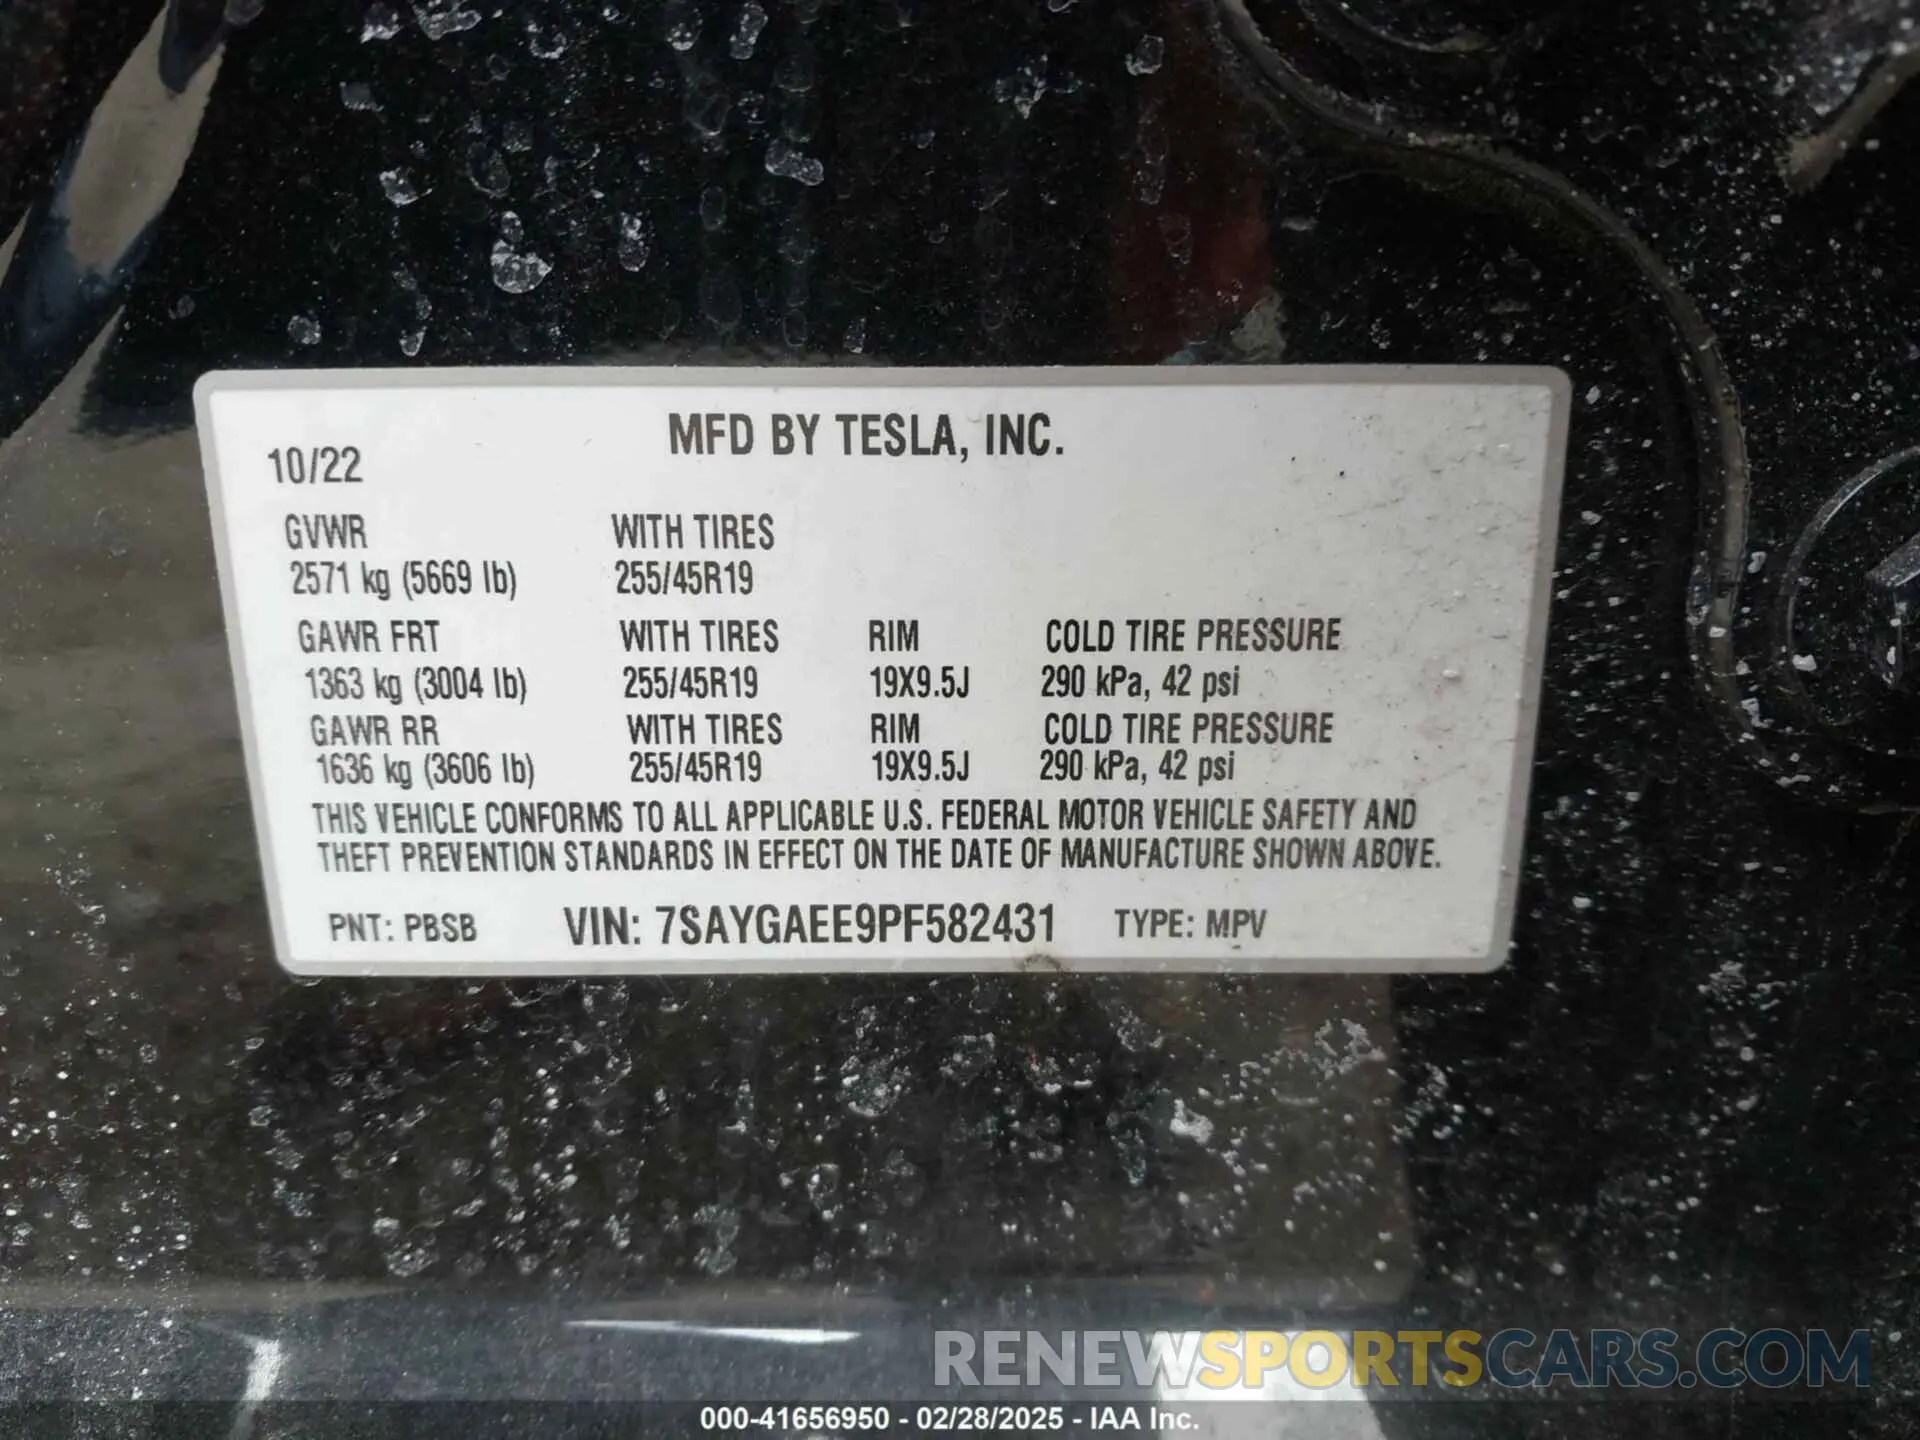 MFD BY TESLA, INC.
10/22
GVWR WITH TIRES
2571 kg (5669 lb) 255/45R19
GAWR FRT WITH TIRES RIM COLD TIRE PRESSURE
1363 kg (3004 lb) 255/45R19 19X9.5J 290 kPa, 42 psi
GAWR RR WITH TIRES RIM COLD TIRE PRESSURE
1636 kg (3606 lb) 255/45R19 19X9.5J 290 kPa, 42 psi
THIS VEHICLE CONFORMS TO ALL APPLICABLE U.S. FEDERAL MOTOR VEHICLE SAFETY AND
THEFT PREVENTION STANDARDS IN EFFECT ON THE DATE OF MANUFACTURE SHOWN ABOVE.
PNT: PBSB VIN: 7SAYGAEE9PF582431 TYPE: MPV
RENEWSPORTSCARS.COM
000-41656950 - 02/28/2025 - IAA Inc.